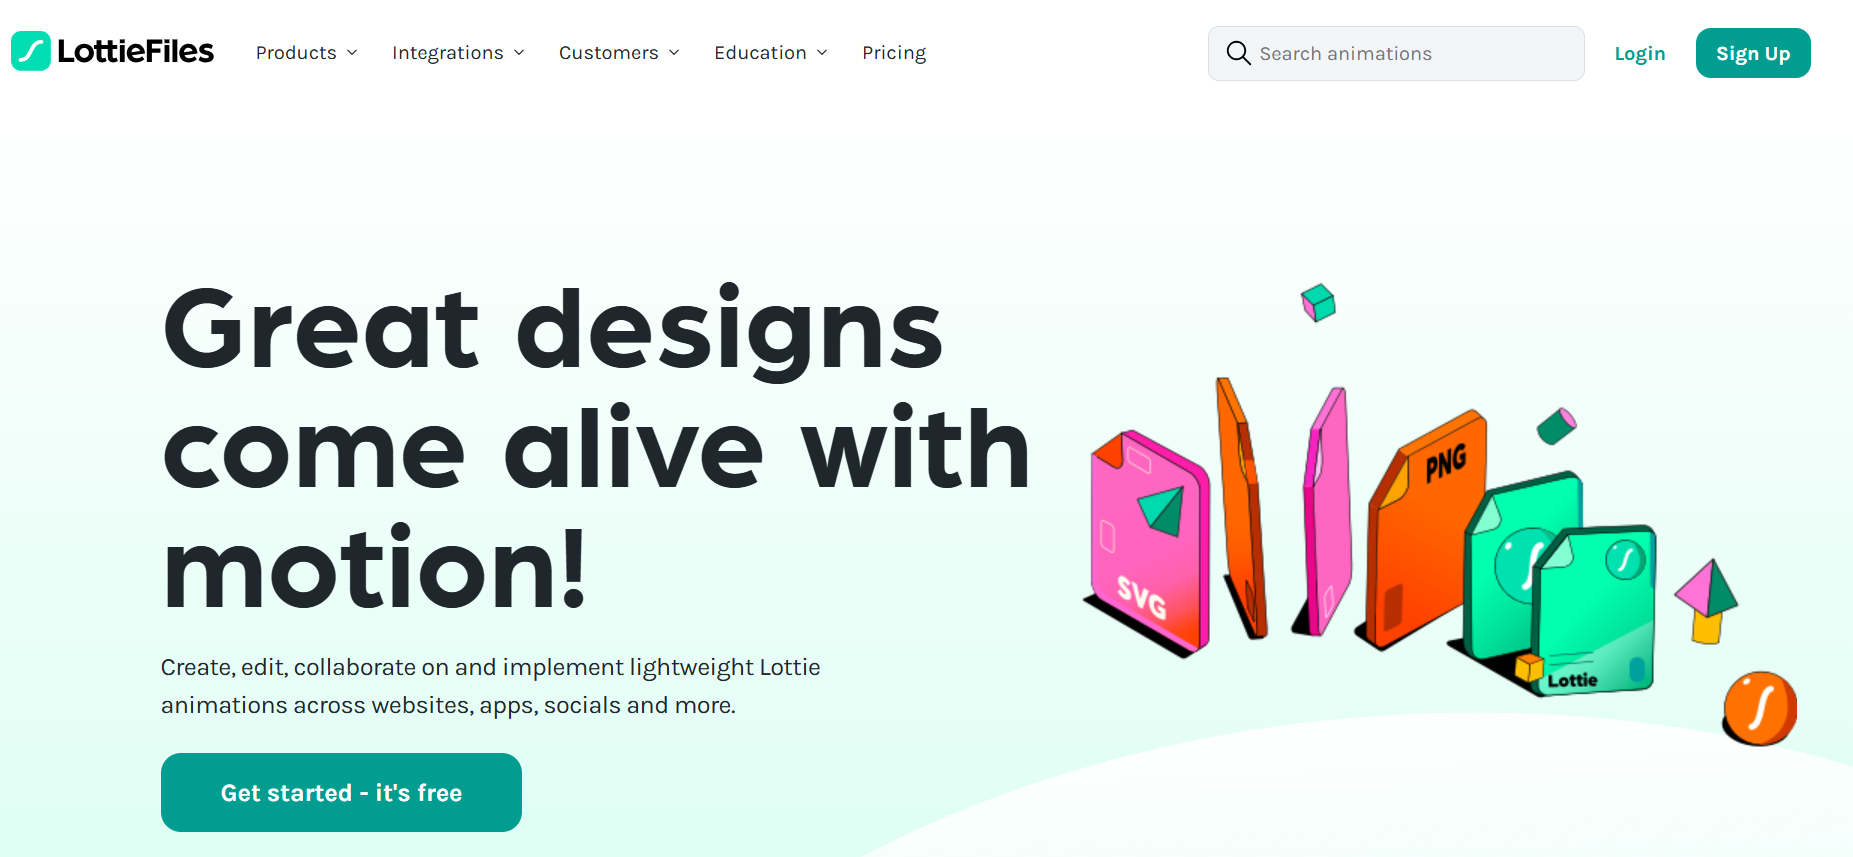 LottieFiles
Products
Integrations
Customers
Education
Pricing
Search animations
Login
Sign Up
Great designs
come alive with
motion!
Create, edit, collaborate on and implement lightweight Lottie
animations across websites, apps, socials and more.
Get started - it's free
SVG
PNG
Lottie